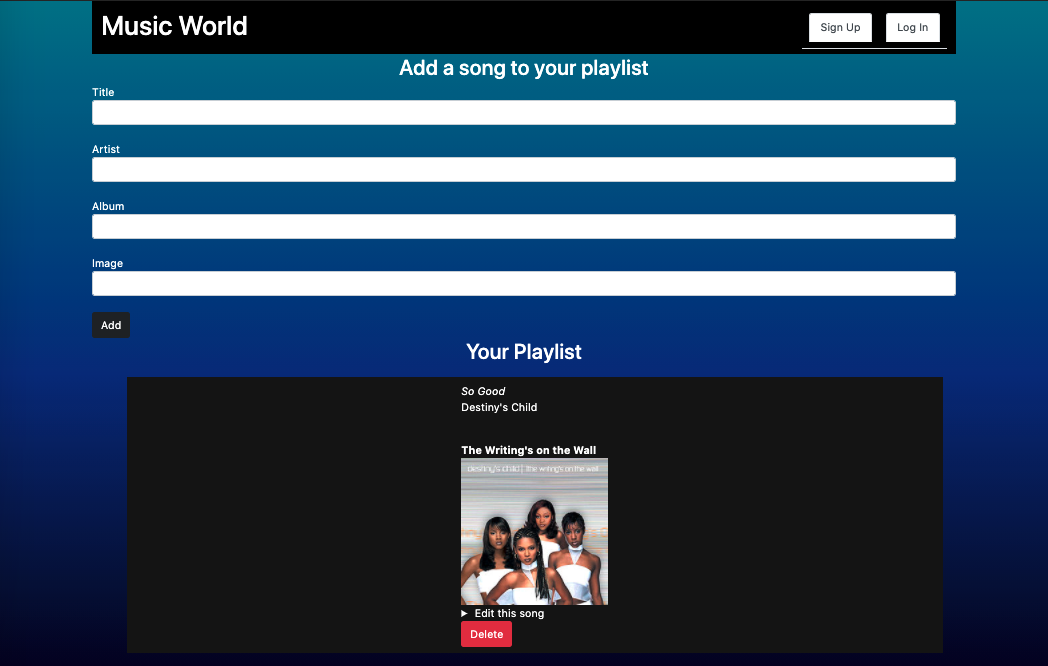 Music World
Sign Up
Log In
Add a song to your playlist
Title
Artist
Album
Image
Add
Your Playlist
So Good
Destiny's Child
The Writing's on the Wall
destiny's child | the writing's on the wall
Edit this song
Delete